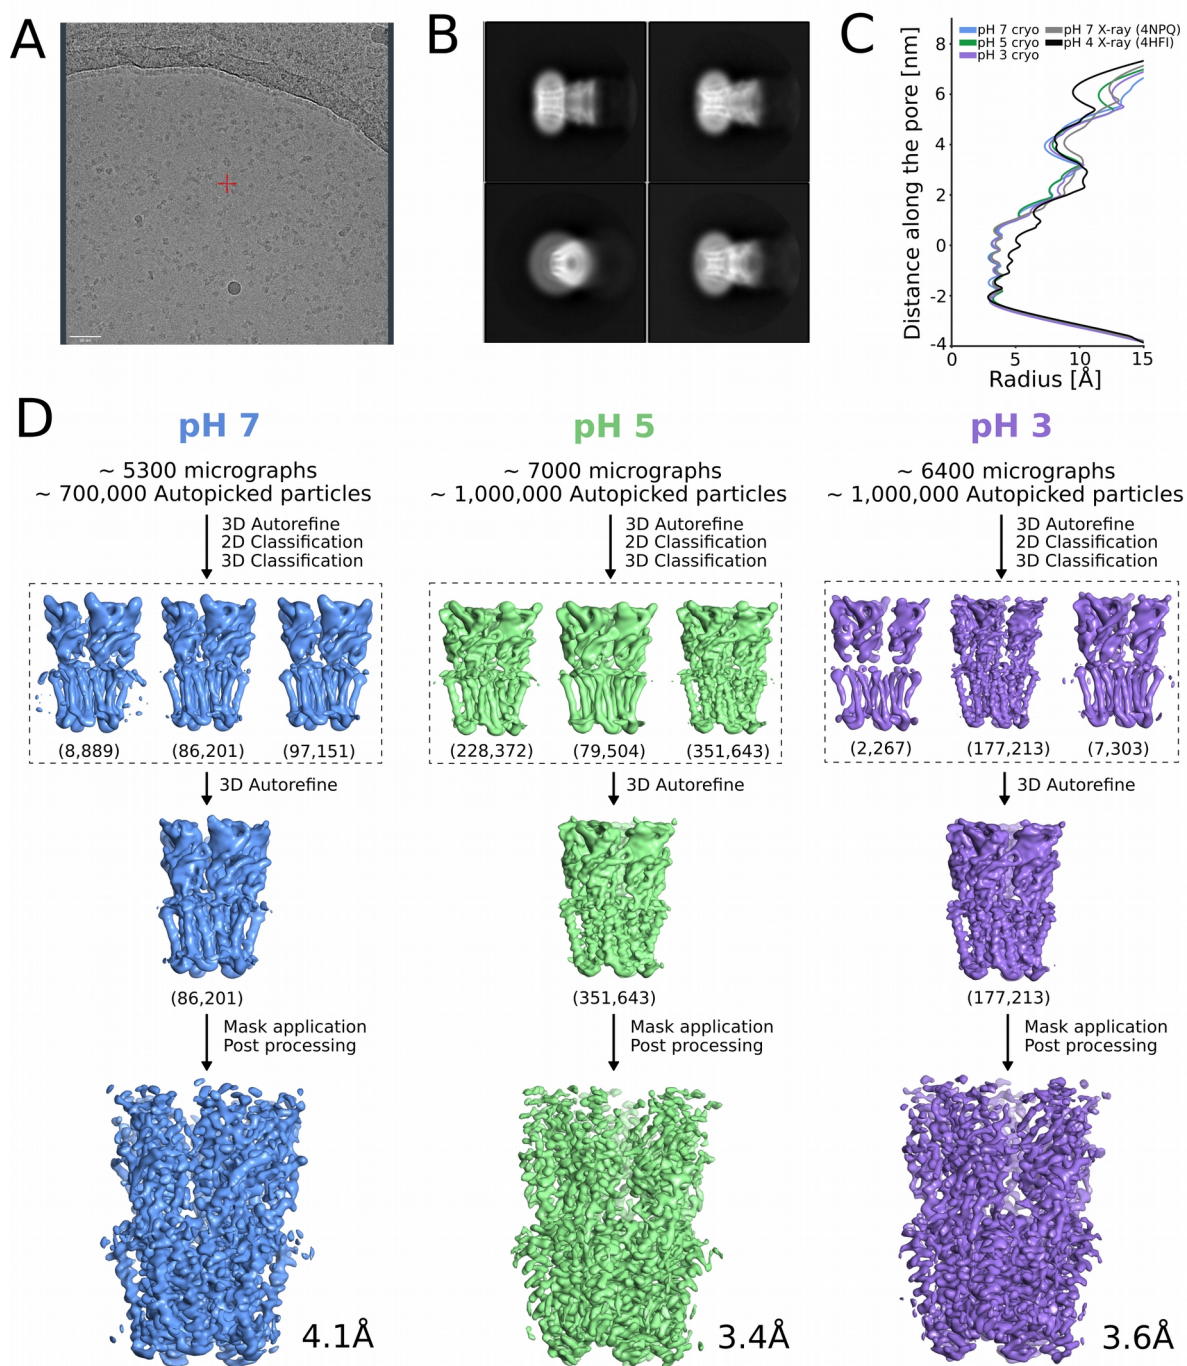 A
B
C
pH 7 cryo
pH 5 cryo
pH 3 cryo
pH 7 X-ray (4NPQ)
pH 4 X-ray (4HFI)
Distance along the pore [nm]
8
6
4
2
0
-2
-4
0 5 10 15
Radius [Å]
D
pH 7 pH 5 pH 3
~ 5300 micrographs ~ 7000 micrographs ~ 6400 micrographs
~ 700,000 Autopicked particles ~ 1,000,000 Autopicked particles ~ 1,000,000 Autopicked particles
3D Autorefine 3D Autorefine 3D Autorefine
2D Classification 2D Classification 2D Classification
3D Classification 3D Classification 3D Classification
(8,889) (86,201) (97,151) (228,372) (79,504) (351,643) (2,267) (177,213) (7,303)
3D Autorefine 3D Autorefine 3D Autorefine
(86,201) (351,643) (177,213)
Mask application Mask application Mask application
Post processing Post processing Post processing
4.1Å 3.4Å 3.6Å